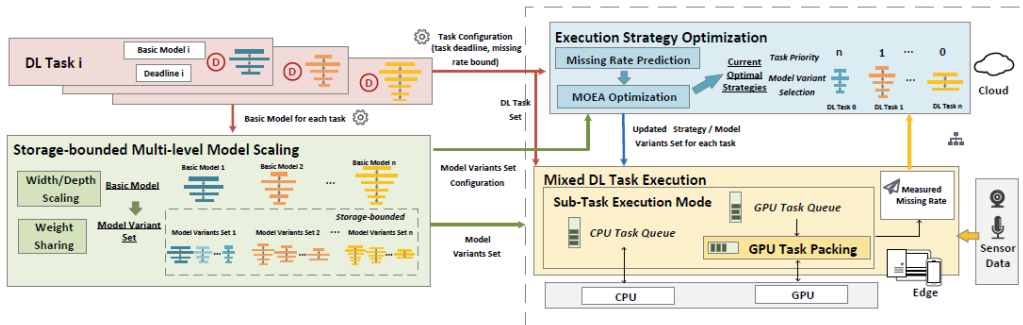 DL Task i
Basic Model i
Deadline i
D
D
D
Task Configuration
(task deadline, missing
rate bound)
DL Task
Set
Basic Model for each task
Storage-bounded Multi-level Model Scaling
Width/Depth
Scaling
Weight
Sharing
Basic Model
Model Variant
Set
Basic Model 1
Basic Model 2
...
Basic Model n
Storage-bounded
Model Variants Set 1
Model Variants Set 2
...
Model Variants Set n
Model Variants Set
Configuration
Model
Variants Set
Execution Strategy Optimization
Missing Rate Prediction
MOEA Optimization
Current
Optimal
Strategies
Task Priority
n
1
...
0
Model Variant
Selection
...
DL Task 0
DL Task 1
DL Task n
Cloud
Updated Strategy / Model
Variants Set for each task
Mixed DL Task Execution
Sub-Task Execution Mode
CPU Task Queue
GPU Task Queue
GPU Task Packing
Measured
Missing Rate
Edge
Sensor
Data
CPU
GPU